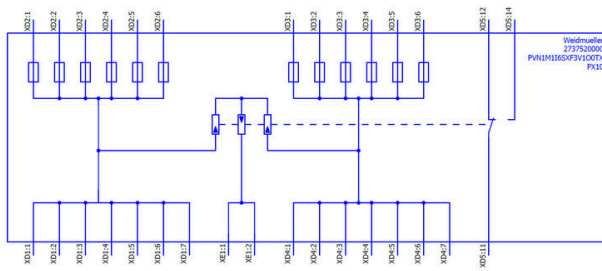 XD2:1
XD2:2
XD2:3
XD2:4
XD2:5
XD2:6
XD3:1
XD3:2
XD3:3
XD3:4
XD3:5
XD3:6
XD5:12
XD5:14
Weidmueller
2737520000
PVN1M1I6SXF3V1O0TX
PX10
XD1:1
XD1:2
XD1:3
XD1:4
XD1:5
XD1:6
XD1:7
XE1:1
XE1:2
XD4:1
XD4:2
XD4:3
XD4:4
XD4:5
XD4:6
XD4:7
XD5:11